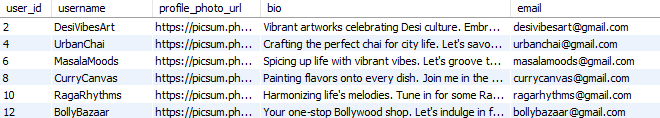 user_id username profile_photo_url bio email
2 DesiVibesArt https://picsum.ph... Vibrant artworks celebrating Desi culture. Embr... desivibesart@gmail.com
4 UrbanChai https://picsum.ph... Crafting the perfect chai for city life. Let's savo... urbanchai@gmail.com
6 MasalaMoods https://picsum.ph... Spicing up life with vibrant vibes. Let's groove t... masalamoods@gmail.com
8 CurryCanvas https://picsum.ph... Painting flavors onto every dish. Join me in the ... currycanvas@gmail.com
10 RagaRhythms https://picsum.ph... Harmonizing life's melodies. Tune in for some Ra... ragarhythms@gmail.com
12 BollyBazaar https://picsum.ph... Your one-stop Bollywood shop. Let's indulge in f... bollybazaar@gmail.com